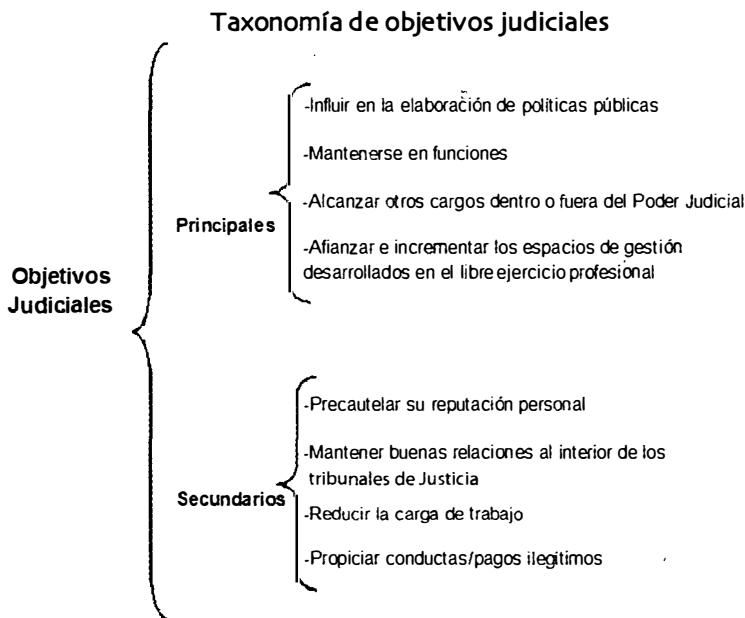 Taxonomía de objetivos judiciales
Objetivos
Judiciales
Principales
-Influir en la elaboración de políticas públicas
-Mantenerse en funciones
-Alcanzar otros cargos dentro o fuera del Poder Judicial
-Afianzar e incrementar los espacios de gestión
desarrollados en el libre ejercicio profesional
Secundarios
-Precautelar su reputación personal
-Mantener buenas relaciones al interior de los
tribunales de Justicia
-Reducir la carga de trabajo
-Propiciar conductas/pagos ilegítimos